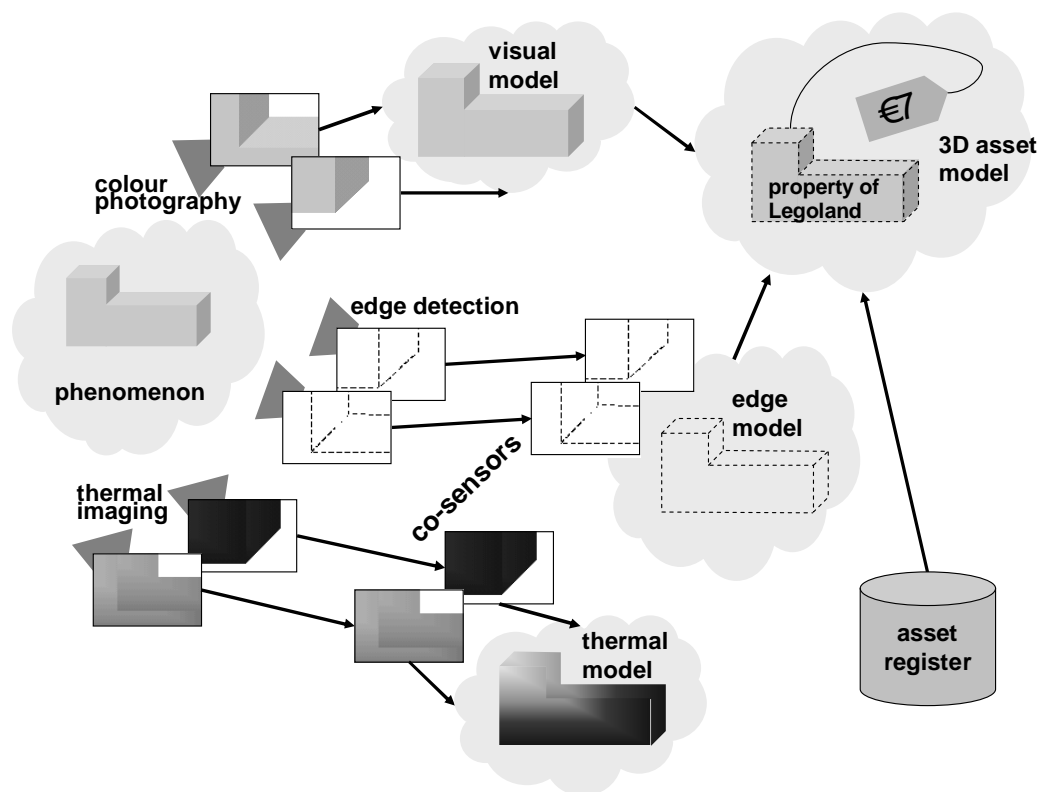 visual
model
€7
3D asset
model
property of
Legoland
colour
photography
edge detection
phenomenon
edge
model
co-sensors
thermal
imaging
thermal
model
asset
register